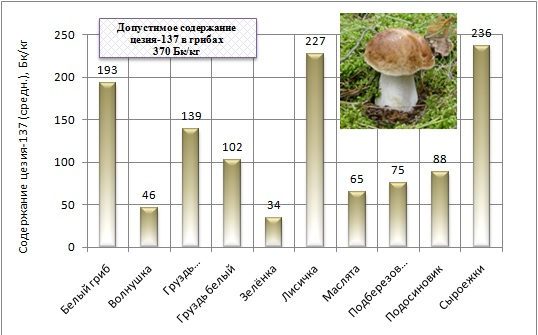 Допустимое содержание
цезия-137 в грибах
370 Бк/кг
Содержание цезия-137 (средн.), Бк/кг
250
200
150
100
50
0
193
46
139
102
34
227
65
75
88
236
Белый гриб
Волнушка
Груздь...
Груздь белый
Зелёнка
Лисичка
Маслята
Подберезов...
Подосиновик
Сыроежки